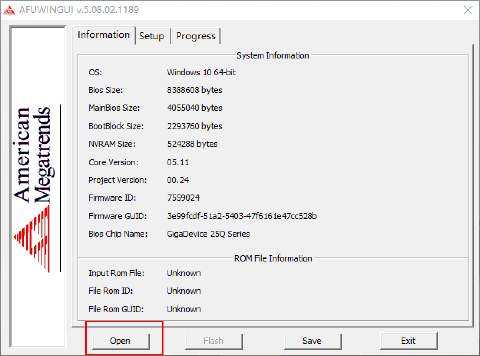 AFUWINGUI v.5.08.02.1189
American
Megatrends
Information Setup Progress
System Information
OS: Windows 10 64-bit
Bios Size: 8388608 bytes
MainBios Size: 4055040 bytes
BootBlock Size: 2293760 bytes
NVRAM Size: 524288 bytes
Core Version: 05.11
Project Version: 00.24
Firmware ID: 7559024
Firmware GUID: 3e99fcdf-51a2-5403-47f6161e47cc528b
Bios Chip Name: GigaDevice 25Q Series
ROM File Information
Input Rom File: Unknown
File Rom ID: Unknown
File Rom GUID: Unknown
Open Flash Save Exit